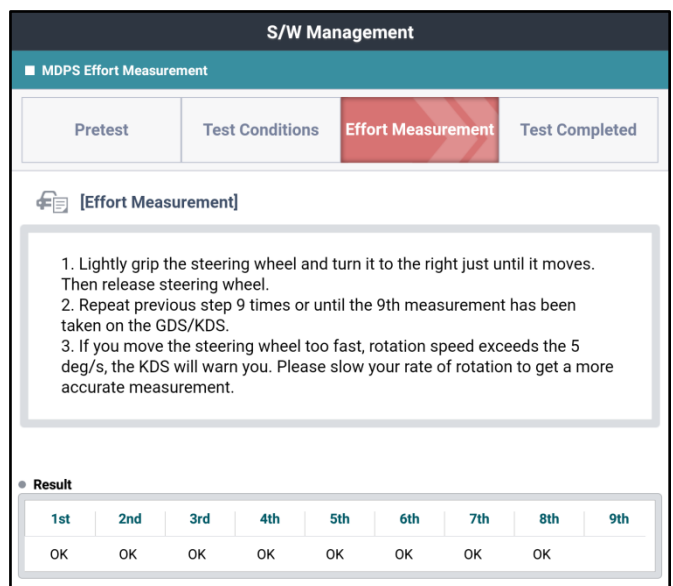 S/W Management
MDPS Effort Measurement
Pretest
Test Conditions
Effort Measurement
Test Completed
[Effort Measurement]
1. Lightly grip the steering wheel and turn it to the right just until it moves.
Then release steering wheel.
2. Repeat previous step 9 times or until the 9th measurement has been
taken on the GDS/KDS.
3. If you move the steering wheel too fast, rotation speed exceeds the 5
deg/s, the KDS will warn you. Please slow your rate of rotation to get a more
accurate measurement.
Result
1st 2nd 3rd 4th 5th 6th 7th 8th 9th
OK OK OK OK OK OK OK OK